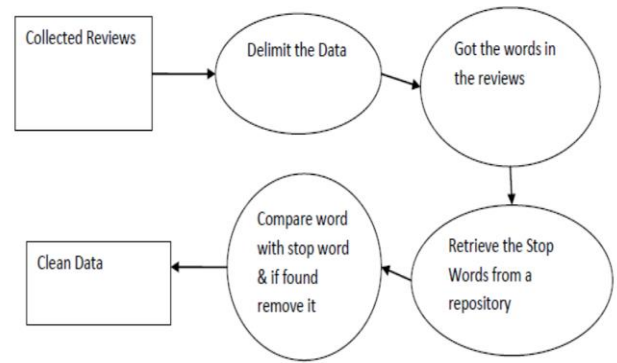 Collected Reviews
Delimit the Data
Got the words in
the reviews
Retrieve the Stop
Words from a
repository
Compare word
with stop word
& if found
remove it
Clean Data